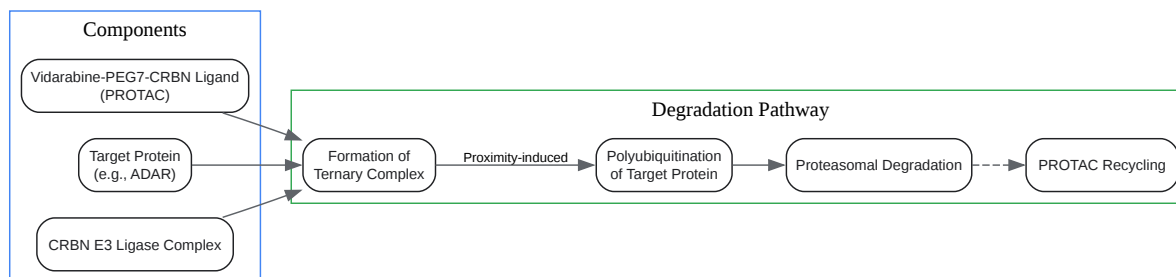 Components
Vidarabine-PEG7-CRBN Ligand
(PROTAC)
Target Protein
(e.g., ADAR)
CRBN E3 Ligase Complex
Degradation Pathway
Formation of
Ternary Complex
Proximity-induced
Polyubiquitination
of Target Protein
Proteasomal Degradation
PROTAC Recycling